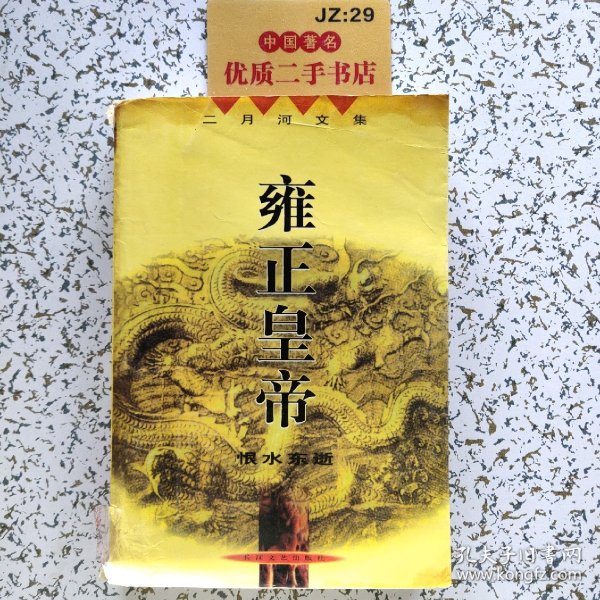 JZ:29
中国著名
优质二手书店
二月河文集
雍正皇帝
恨水东逝
长江文艺出版社
孔夫子旧书网
www.kongfz.com